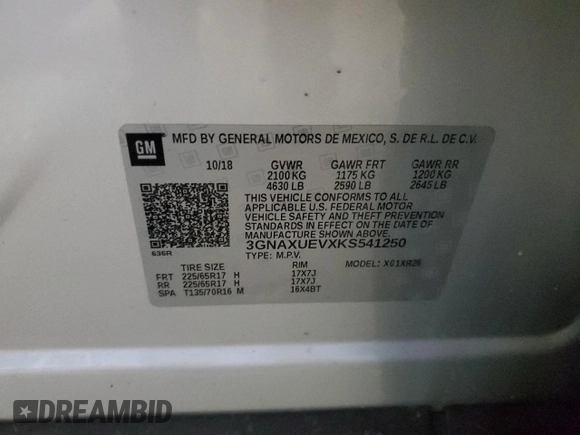 GM
MFD BY GENERAL MOTORS DE MEXICO, S. DE R.L. DE C.V.
10/18 GVWR GAWR FRT GAWR RR
2100 KG 1175 KG 1200 KG
4630 LB 2590 LB 2645 LB
THIS VEHICLE CONFORMS TO ALL
APPLICABLE U.S. FEDERAL MOTOR
VEHICLE SAFETY AND THEFT PREVENTION
STANDARDS IN EFFECT ON THE DATE OF
MANUFACTURE SHOWN ABOVE.
3GNAXUEVXKS541250
636R
TYPE: M.P.V. MODEL: X01XR26
TIRE SIZE RIM
FRT 225/65R17 H 17X7J
RR 225/65R17 H 17X7J
SPA T135/70R16 M 16X4BT
DREAMBID